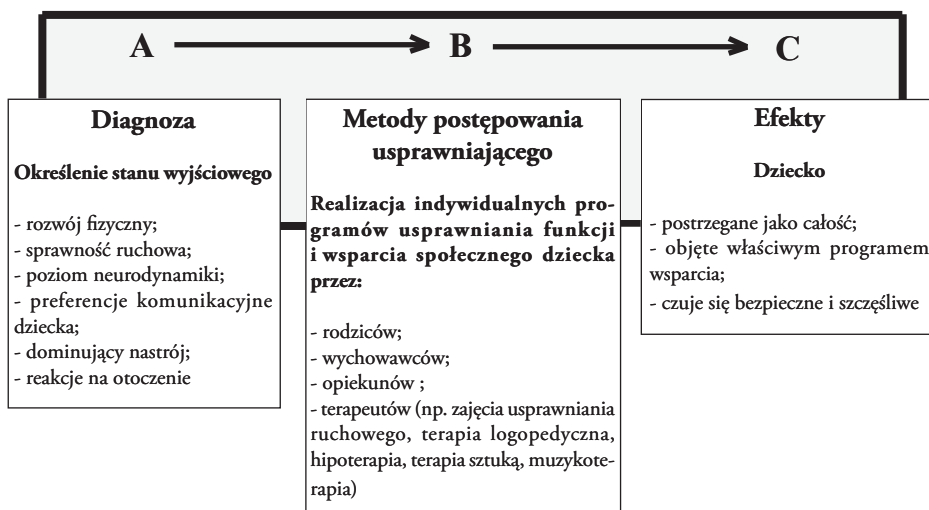 A B C
Diagnoza
Określenie stanu wyjściowego
- rozwój fizyczny;
- sprawność ruchowa;
- poziom neurodynamiki;
- preferencje komunikacyjne
dziecka;
- dominujący nastrój;
- reakcje na otoczenie
Metody postępowania
usprawniającego
Realizacja indywidualnych pro-
gramów usprawniania funkcji
i wsparcia społecznego dziecka
przez:
- rodziców;
- wychowawców;
- opiekunów ;
- terapeutów (np. zajęcia usprawniania
ruchowego, terapia logopedyczna,
hipoterapia, terapia sztuką, muzykote-
rapia)
Efekty
Dziecko
- postrzegane jako całość;
- objęte właściwym programem
wsparcia;
- czuje się bezpieczne i szczęśliwe